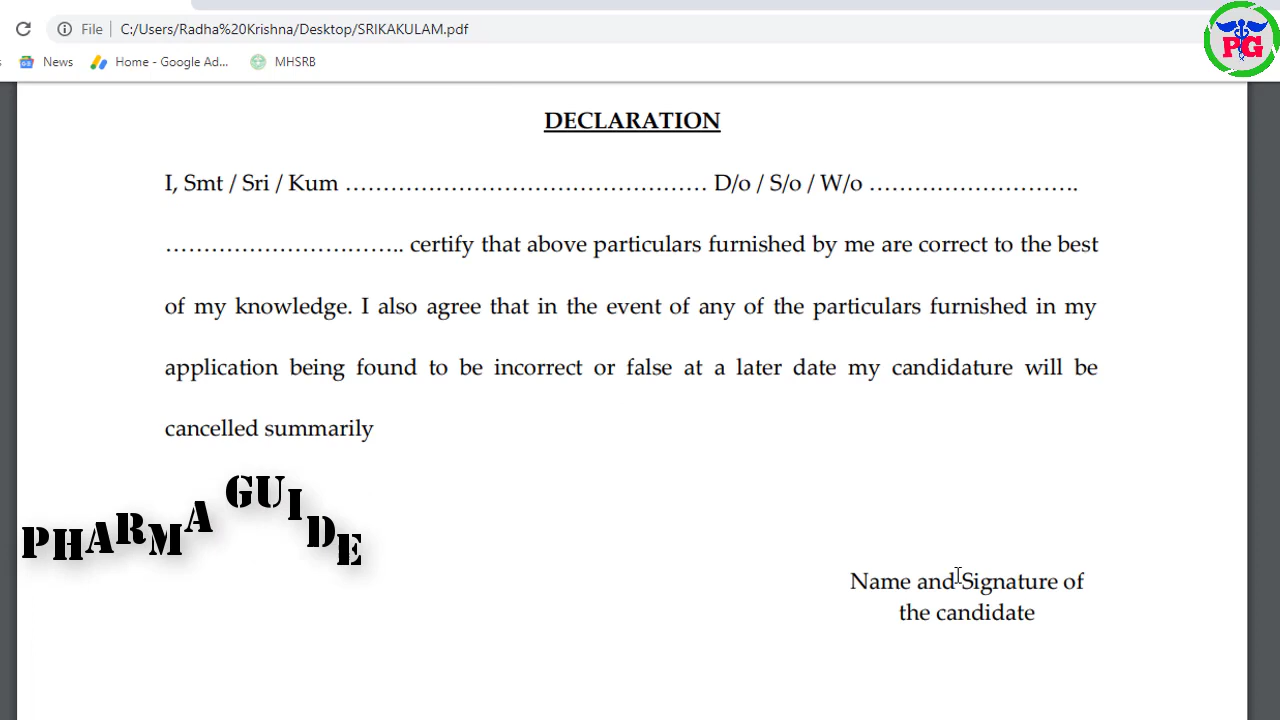 File C:/Users/Radha%20Krishna/Desktop/SRIKAKULAM.pdf
PG
s News Home - Google Ad... MHSRB
DECLARATION
I, Smt / Sri / Kum ………………………………………… D/o / S/o / W/o ……………………….
………………………….. certify that above particulars furnished by me are correct to the best
of my knowledge. I also agree that in the event of any of the particulars furnished in my
application being found to be incorrect or false at a later date my candidature will be
cancelled summarily
PHARMA GUIDE
Name and Signature of
the candidate